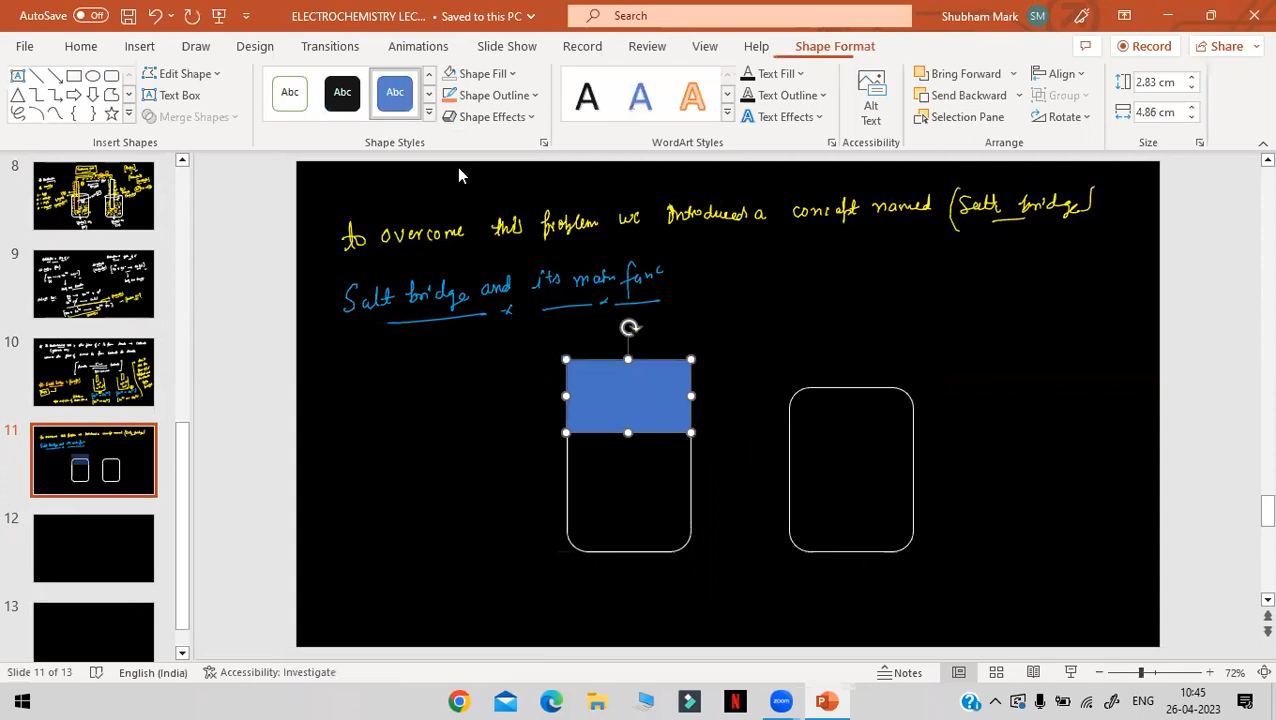 AutoSave Off ELECTROCHEMISTRY LEC... • Saved to this PC Search Shubham Mark SM
File Home Insert Draw Design Transitions Animations Slide Show Record Review View Help Shape Format Record Share
Edit Shape Text Box Merge Shapes
Insert Shapes
Abc Abc Abc
Shape Fill Shape Outline Shape Effects
Shape Styles
A A A
Text Fill Text Outline Text Effects
WordArt Styles
Alt Text
Accessibility
Bring Forward Send Backward Selection Pane Align Group Rotate
Arrange
2.83 cm
4.86 cm
Size
8
9
10
11
12
13
to overcome this problem we introduced a concept named (Salt bridge)
Salt bridge and its main func
Slide 11 of 13 English (India) Accessibility: Investigate Notes 72%
zoom ENG 10:45
26-04-2023